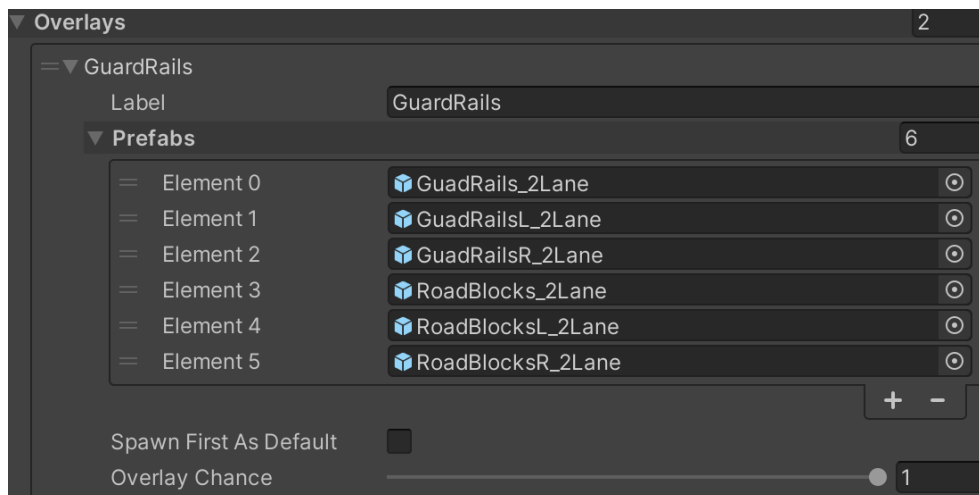 Overlays 2
GuardRails
Label GuardRails
Prefabs 6
Element 0 GuadRails_2Lane
Element 1 GuadRailsL_2Lane
Element 2 GuadRailsR_2Lane
Element 3 RoadBlocks_2Lane
Element 4 RoadBlocksL_2Lane
Element 5 RoadBlocksR_2Lane
+ -
Spawn First As Default
Overlay Chance 1